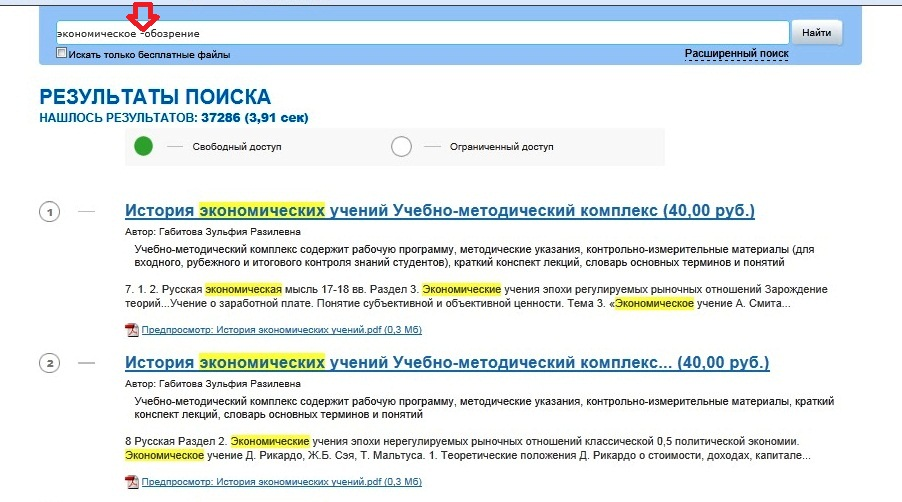 экономическое -обозрение
Найти
Искать только бесплатные файлы
Расширенный поиск
РЕЗУЛЬТАТЫ ПОИСКА
НАШЛОСЬ РЕЗУЛЬТАТОВ: 37286 (3,91 сек)
Свободный доступ
Ограниченный доступ
1
История экономических учений Учебно-методический комплекс (40,00 руб.)
Автор: Габитова Зульфия Разилевна
Учебно-методический комплекс содержит рабочую программу, методические указания, контрольно-измерительные материалы (для
входного, рубежного и итогового контроля знаний студентов), краткий конспект лекций, словарь основных терминов и понятий
7. 1. 2. Русская экономическая мысль 17-18 вв. Раздел 3. Экономические учения эпохи регулируемых рыночных отношений Зарождение
теорий...Учение о заработной плате. Понятие субъективной и объективной ценности. Тема 3. «Экономическое учение А. Смита...
Предпросмотр: История экономических учений.pdf (0,3 Мб)
2
История экономических учений Учебно-методический комплекс... (40,00 руб.)
Автор: Габитова Зульфия Разилевна
Учебно-методический комплекс содержит рабочую программу, методические указания, контрольно-измерительные материалы, краткий
конспект лекций, словарь основных терминов и понятий
8 Русская Раздел 2. Экономические учения эпохи нерегулируемых рыночных отношений классической 0,5 политической экономии.
Экономическое учение Д. Рикардо, Ж.Б. Сэя, Т. Мальтуса. 1. Теоретические положения Д. Рикардо о стоимости, доходах, капитале...
Предпросмотр: История экономических учений.pdf (0,3 Мб)